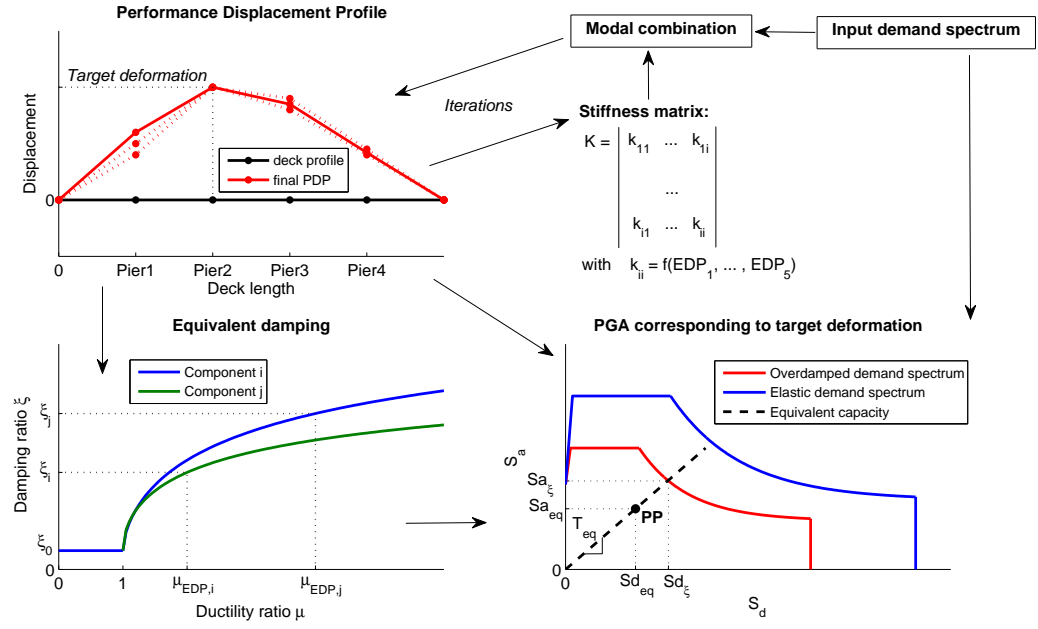 Performance Displacement Profile
Displacement
Target deformation
0
deck profile
final PDP
0 Pier1 Pier2 Pier3 Pier4
Deck length
Iterations
Modal combination
Input demand spectrum
Stiffness matrix:
K = k11 ... k1i
...
ki1 ... kii
with kii = f(EDP1, ... , EDP5)
Equivalent damping
Damping ratio ξ
Component i
Component j
ξj
ξi
ξ0
0
0 1 μEDP,i μEDP,j
Ductility ratio μ
PGA corresponding to target deformation
Overdamped demand spectrum
Elastic demand spectrum
Equivalent capacity
Sa
Saξ
Saeq
Teq
PP
0
0 Sdeq Sdξ
Sd